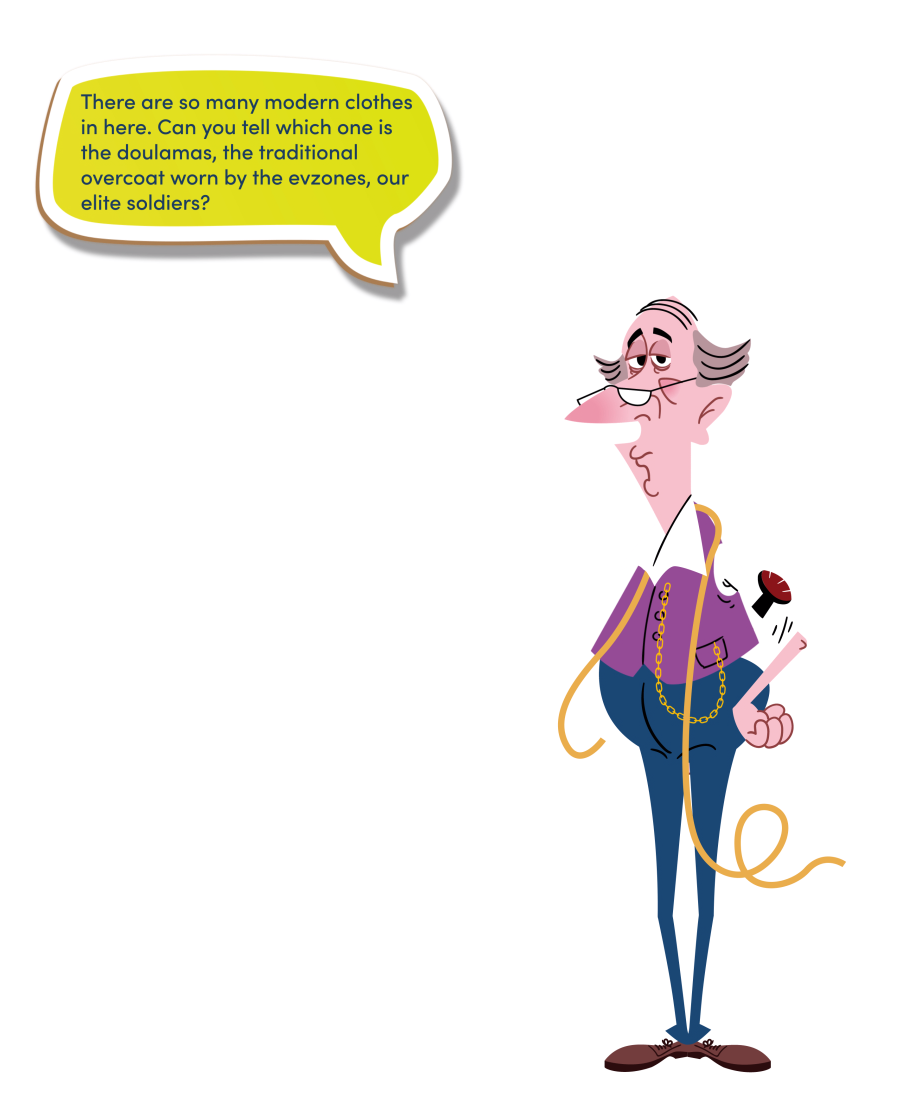 There are so many modern clothes
in here. Can you tell which one is
the doulamas, the traditional
overcoat worn by the evzones, our
elite soldiers?